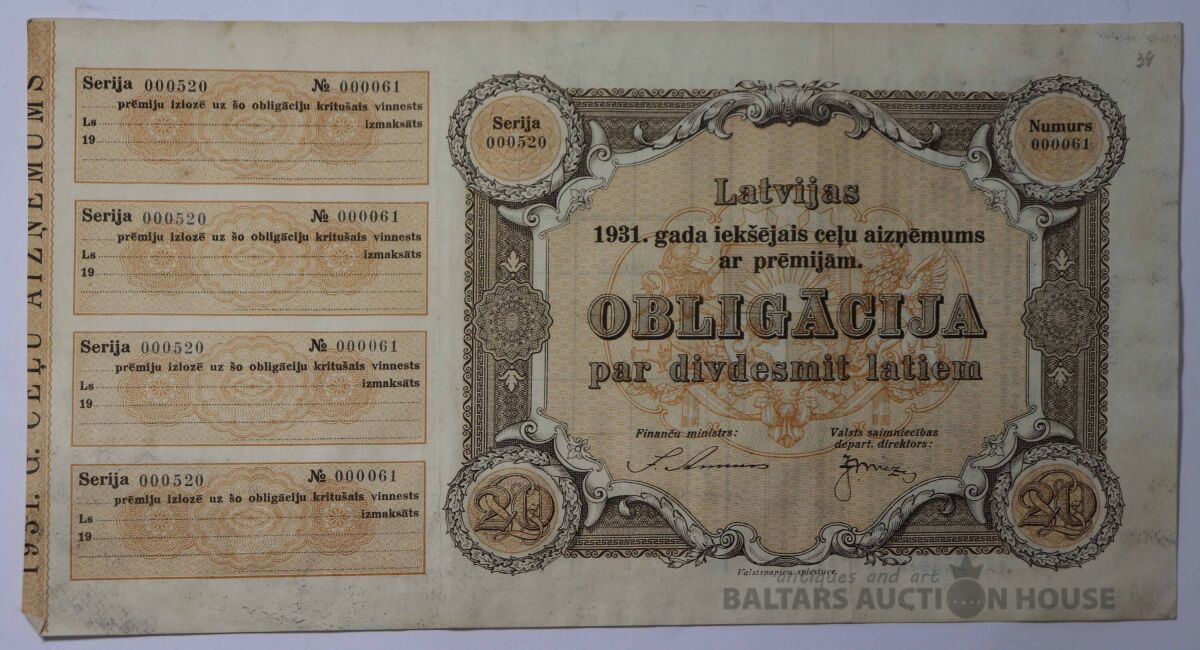 1931. G. CEĻU AIZŅEMUMS
Serija 000520 № 000061
prēmiju izlozē uz šo obligāciju kritušais vinnests
Ls izmaksāts
19
Serija 000520 № 000061
prēmiju izlozē uz šo obligāciju kritušais vinnests
Ls izmaksāts
19
Serija 000520 № 000061
prēmiju izlozē uz šo obligāciju kritušais vinnests
Ls izmaksāts
19
Serija 000520 № 000061
prēmiju izlozē uz šo obligāciju kritušais vinnests
Ls izmaksāts
19
39
Serija
000520
Numurs
000061
Latvijas
1931. gada iekšējais ceļu aizņēmums
ar prēmijām.
OBLIGĀCIJA
par divdesmit latiem
Finanču ministrs:
Valsts saimniecības
depart. direktors:
20
20
Valstspapīru spiestuve.
antiques and art
BALTARS AUCTION HOUSE